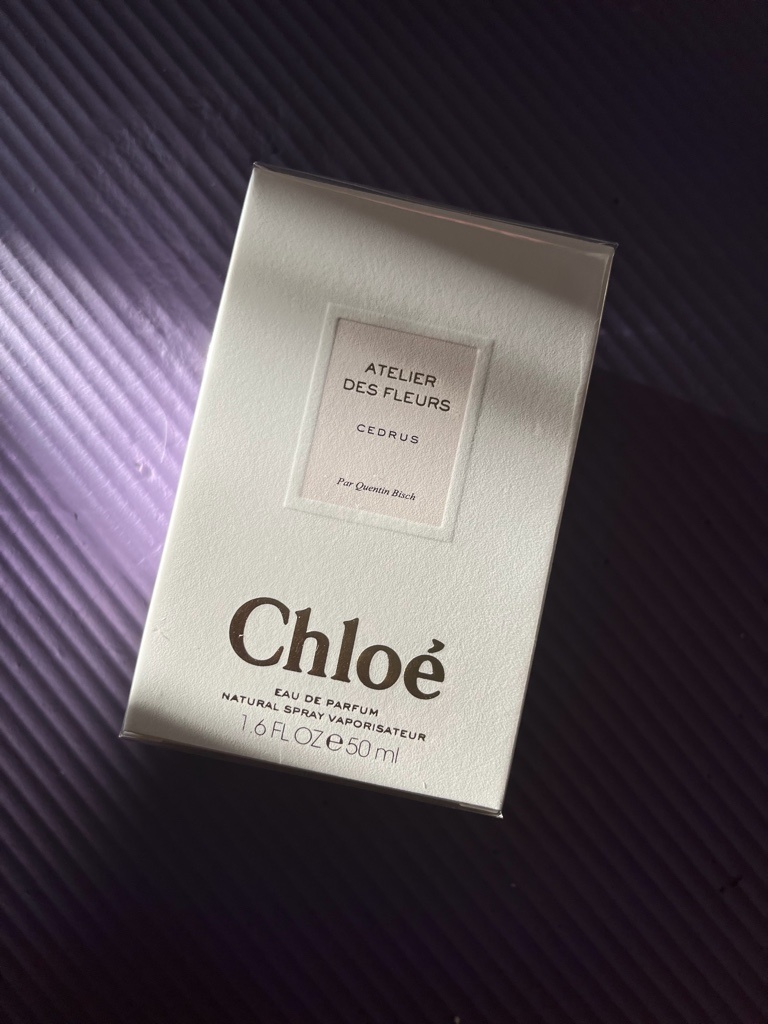 ATELIER
DES FLEURS
CEDRUS
Par Quentin Bisch
Chloé
EAU DE PARFUM
NATURAL SPRAY VAPORISATEUR
1.6 FL OZ ℮ 50 ml